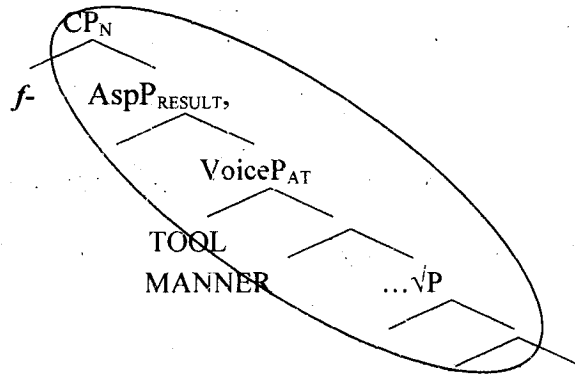 CP_N
f- AspP_RESULT,
VoiceP_AT
TOOL
MANNER …√P